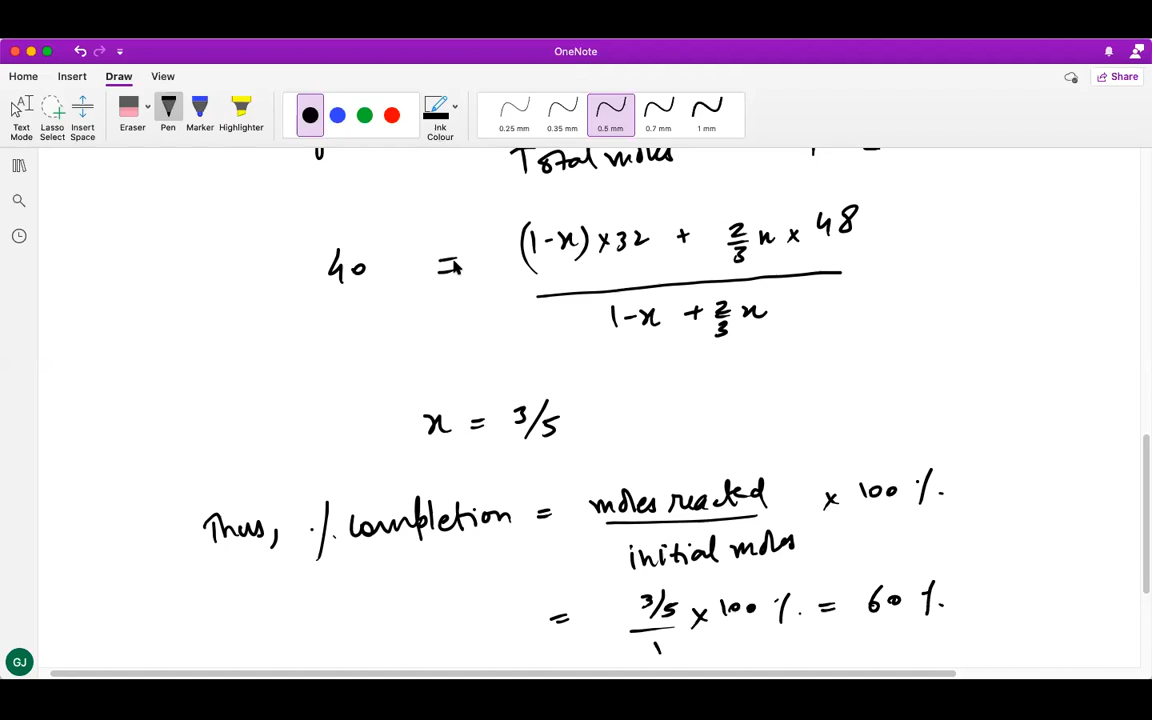 OneNote
Home Insert Draw View
Share
Text Mode
Lasso Select
Insert Space
Eraser
Pen
Marker
Highlighter
Ink Colour
0.25 mm
0.35 mm
0.5 mm
0.7 mm
1 mm
Total moles
40 = (1-x) × 32 + 2/3 x × 48
1-x + 2/3 x
x = 3/5
Thus, % completion = moles reacted × 100 %
initial moles
= 3/5 × 100 % = 60 %
1
GJ